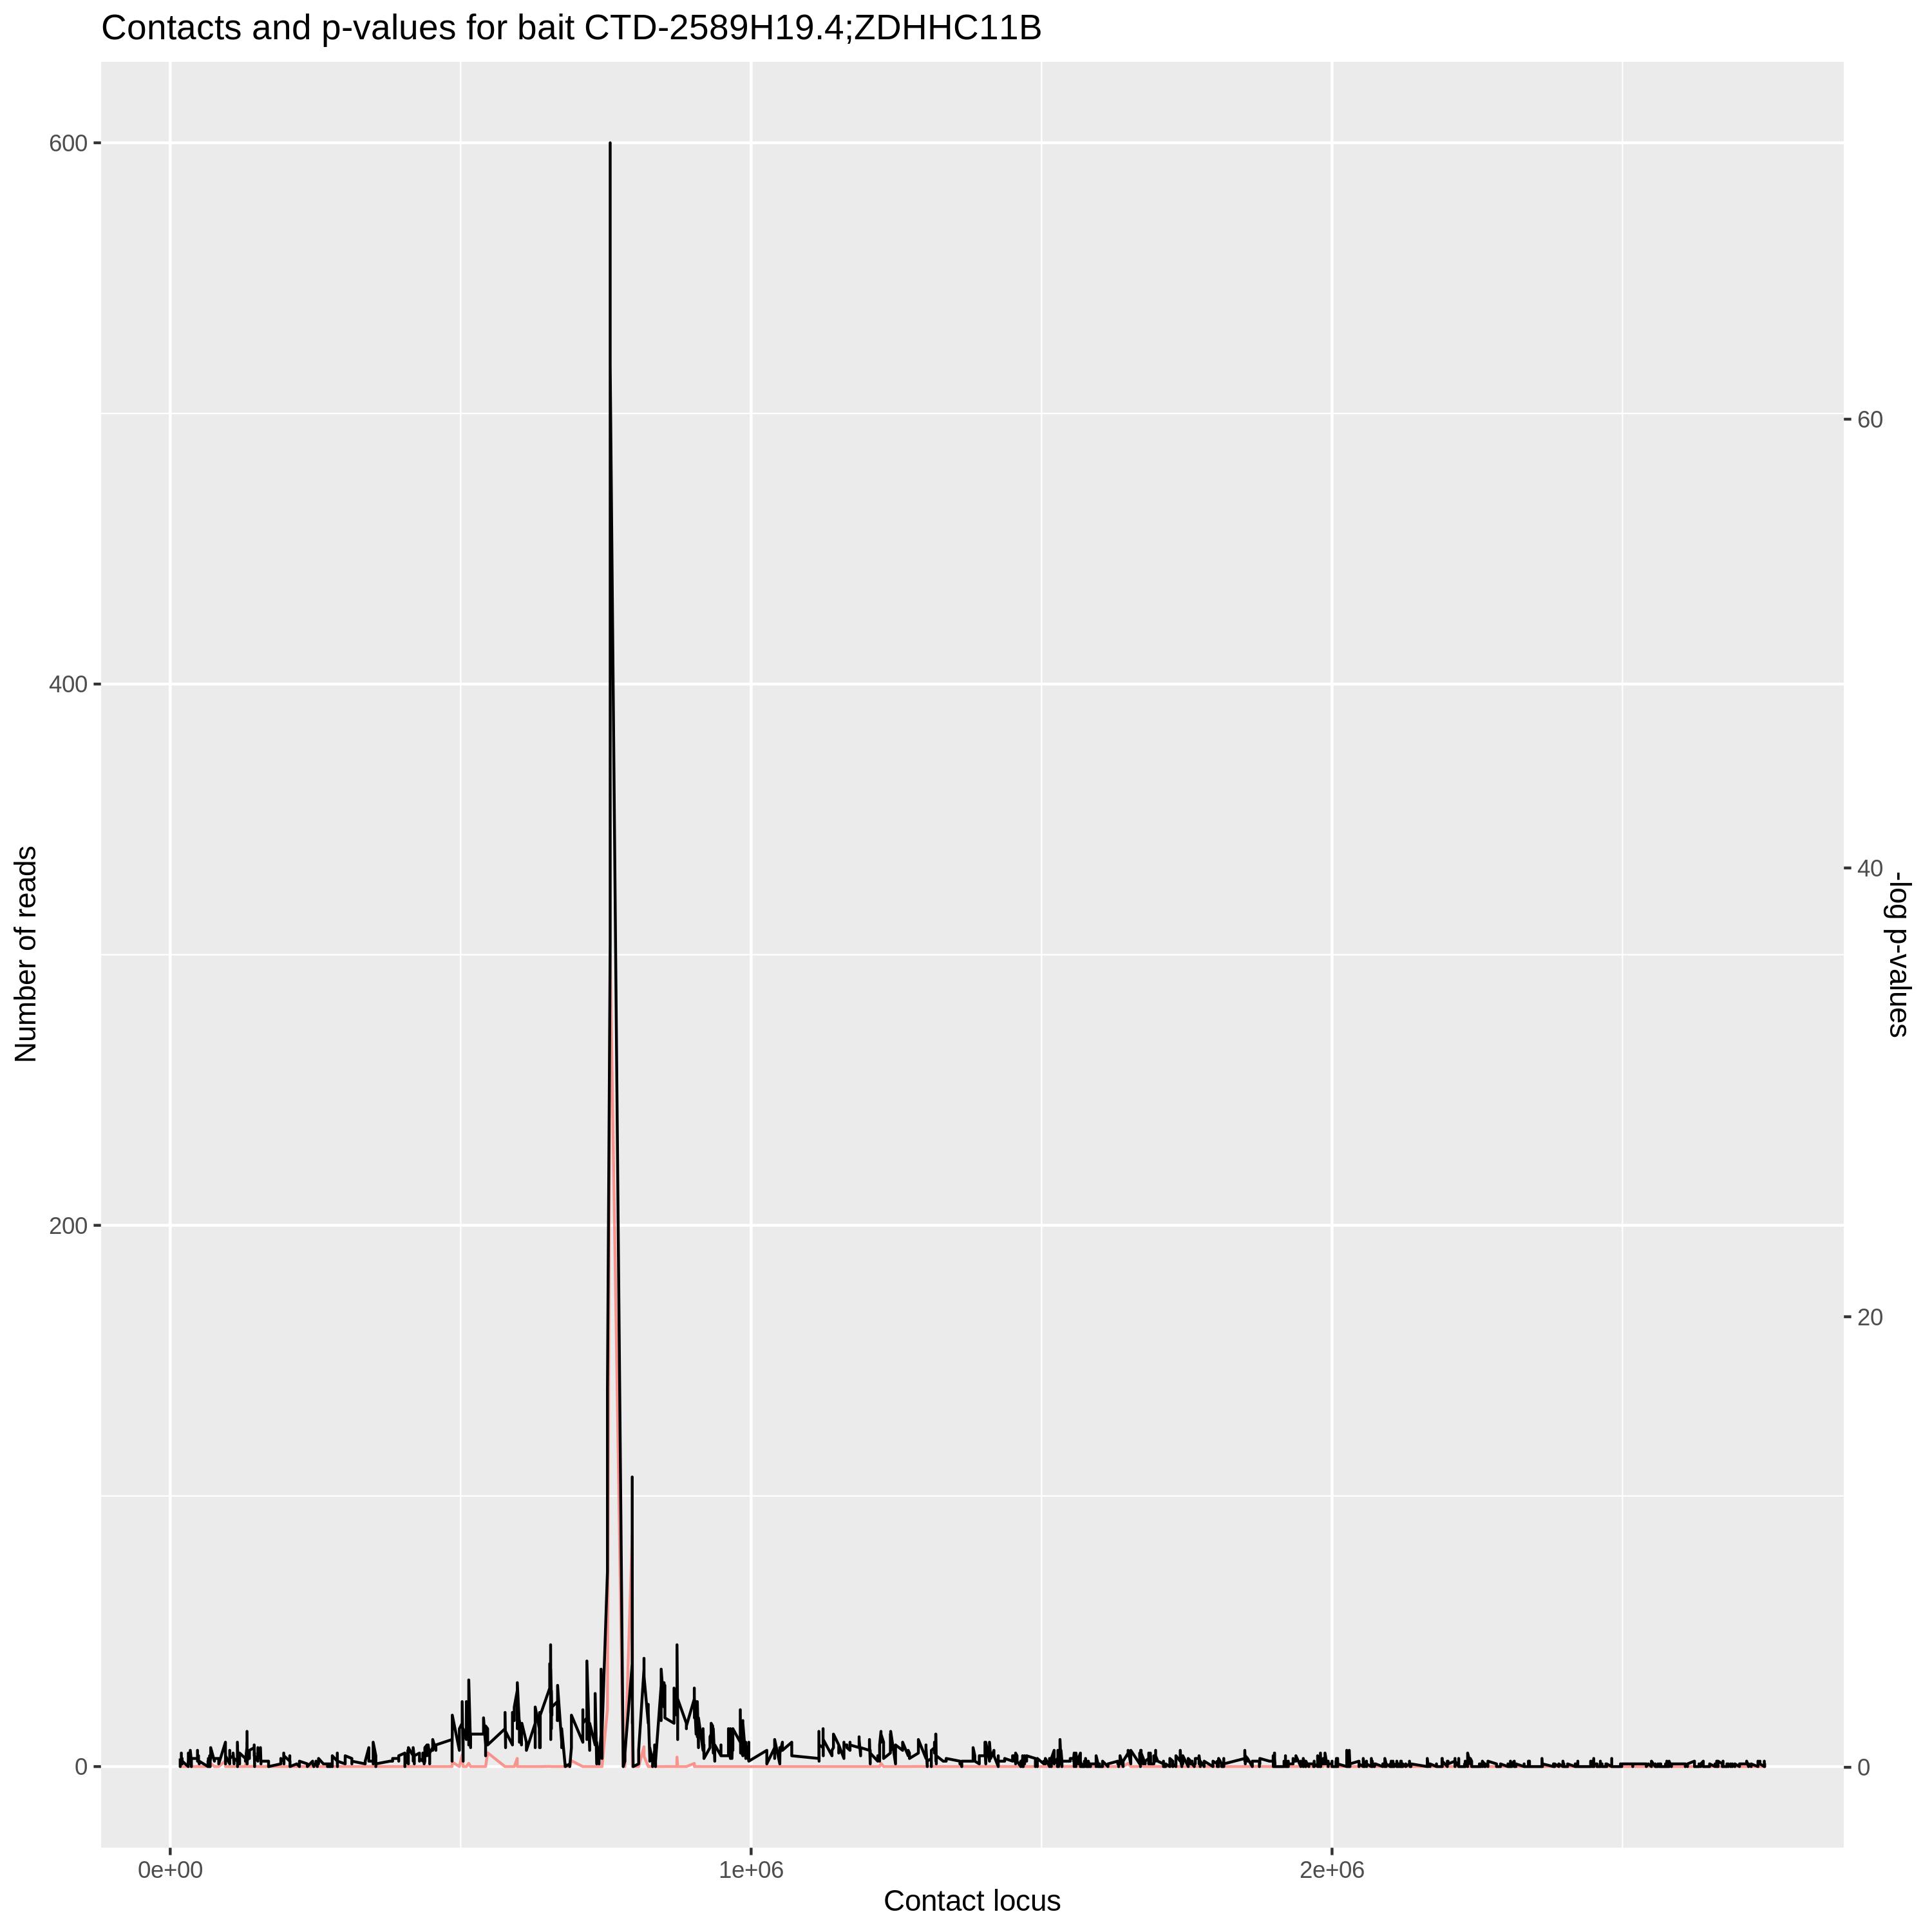 Contacts and p-values for bait CTD-2589H19.4;ZDHHC11B
600
400
200
0
Number of reads
60
40
20
0
-log p-values
0e+00
1e+06
2e+06
Contact locus